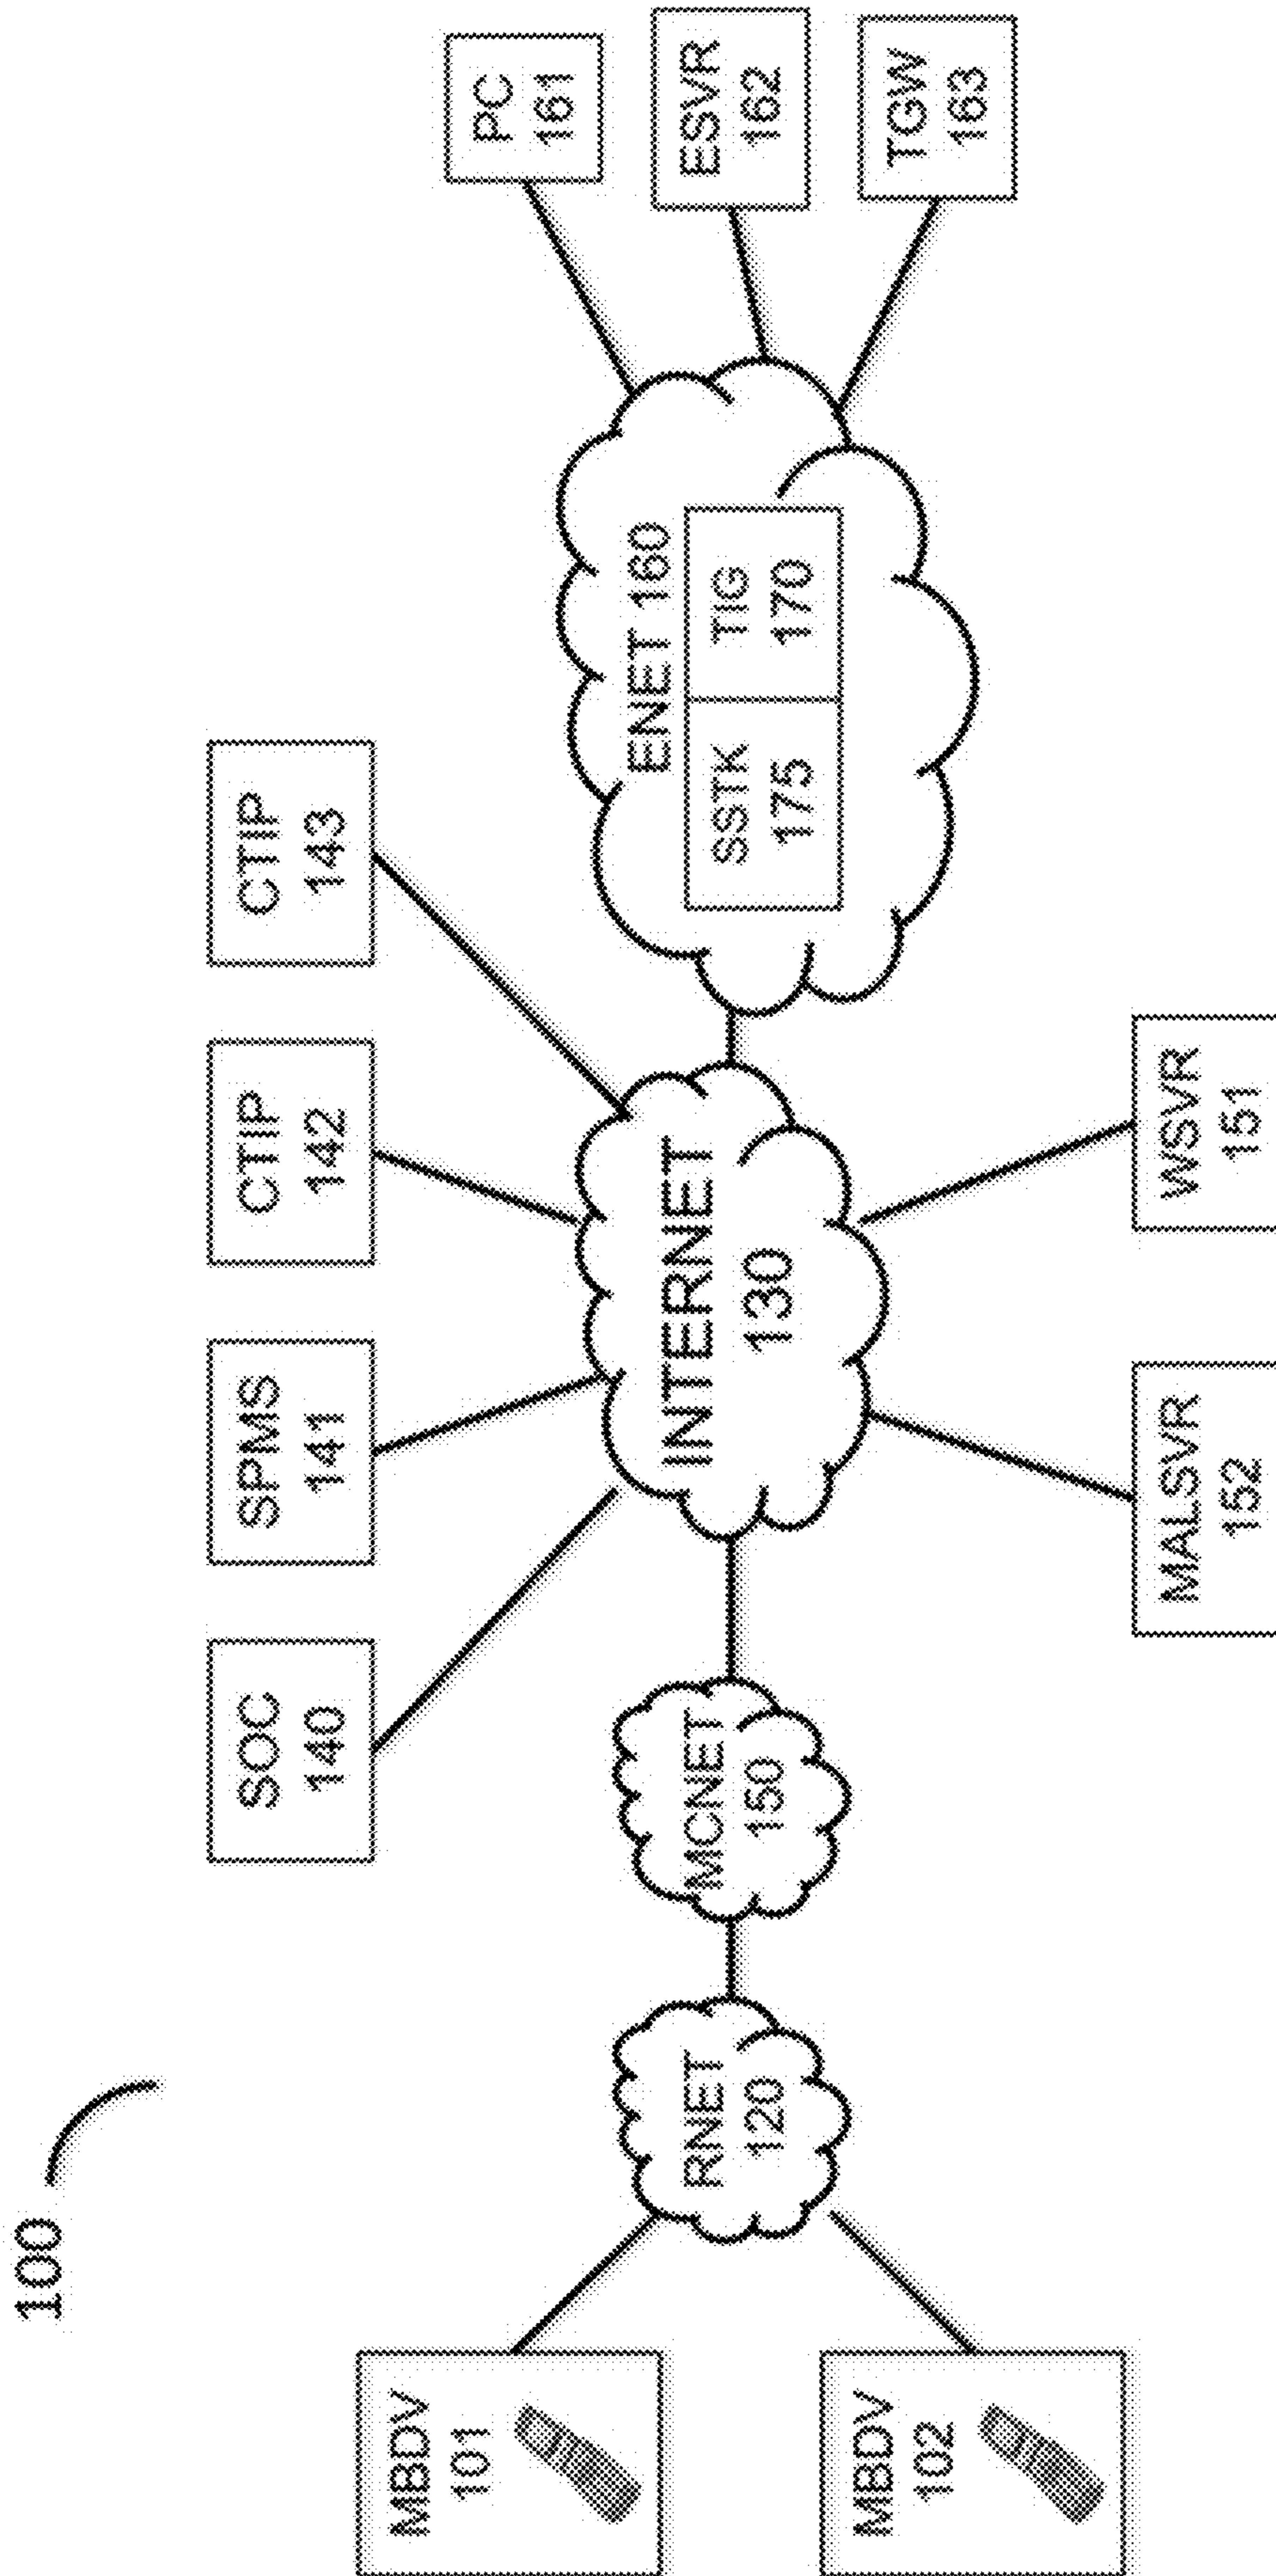 100
SOC
140
SPMS
141
CTIP
142
CTIP
143
PC
161
ESVR
162
TGW
163
MBDV
101
MBDV
102
RNET
120
MCNET
150
INTERNET
130
ENET 160
SSTK
175
TIG
170
MALSVR
152
WSVR
151